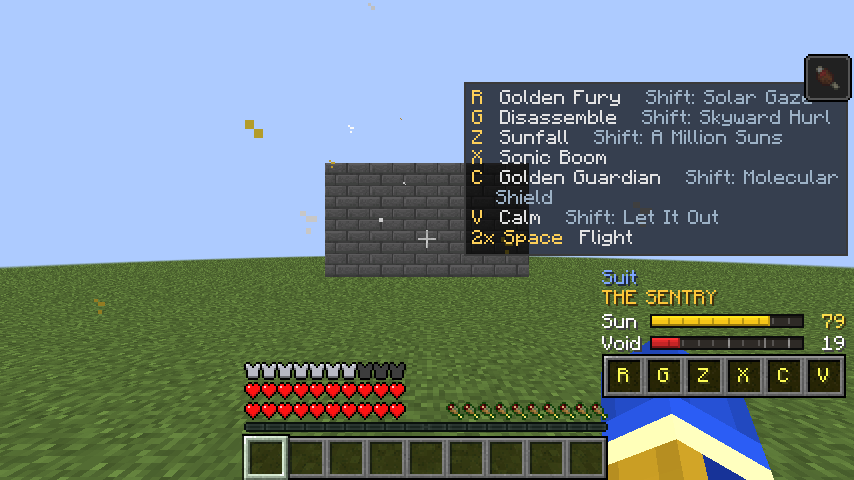 R Golden Fury Shift: Solar Gaze
G Disassemble Shift: Skyward Hurl
Z Sunfall Shift: A Million Suns
X Sonic Boom
C Golden Guardian Shift: Molecular
Shield
V Calm Shift: Let It Out
2x Space Flight
Suit
THE SENTRY
Sun 79
Void 19
R G Z X C V